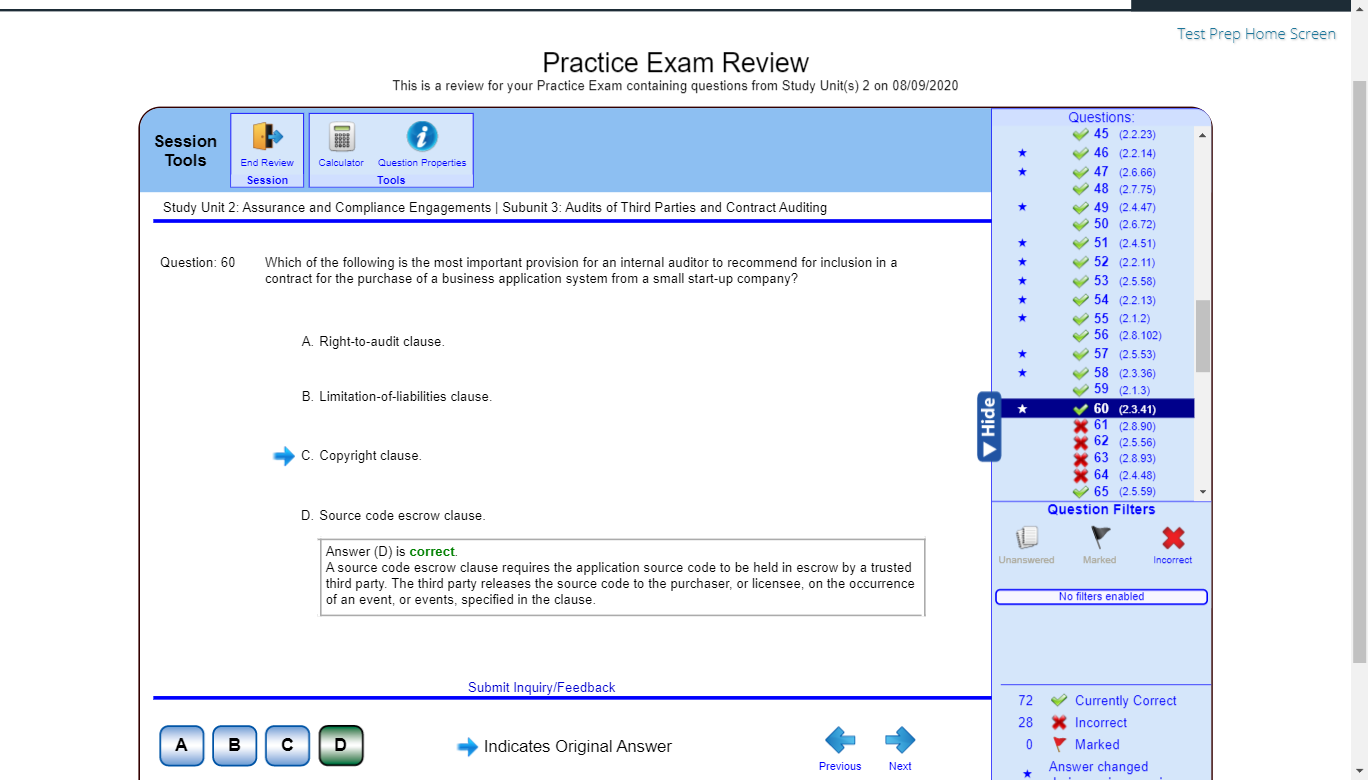 Test Prep Home Screen
Practice Exam Review
This is a review for your Practice Exam containing questions from Study Unit(s) 2 on 08/09/2020
Session
Tools
End Review
Session
Calculator
Question Properties
Tools
Study Unit 2: Assurance and Compliance Engagements | Subunit 3: Audits of Third Parties and Contract Auditing
Question: 60
Which of the following is the most important provision for an internal auditor to recommend for inclusion in a
contract for the purchase of a business application system from a small start-up company?
A. Right-to-audit clause.
B. Limitation-of-liabilities clause.
C. Copyright clause.
D. Source code escrow clause.
Answer (D) is correct.
A source code escrow clause requires the application source code to be held in escrow by a trusted
third party. The third party releases the source code to the purchaser, or licensee, on the occurrence
of an event, or events, specified in the clause.
Submit Inquiry/Feedback
A
B
C
D
Indicates Original Answer
Previous
Next
Hide
Questions:
45 (2.2.23)
46 (2.2.14)
47 (2.6.66)
48 (2.7.75)
49 (2.4.47)
50 (2.6.72)
51 (2.4.51)
52 (2.2.11)
53 (2.5.58)
54 (2.2.13)
55 (2.1.2)
56 (2.8.102)
57 (2.5.53)
58 (2.3.36)
59 (2.1.3)
60 (2.3.41)
61 (2.8.90)
62 (2.5.56)
63 (2.8.93)
64 (2.4.48)
65 (2.5.59)
Question Filters
Unanswered
Marked
Incorrect
No filters enabled
72 Currently Correct
28 Incorrect
0 Marked
Answer changed